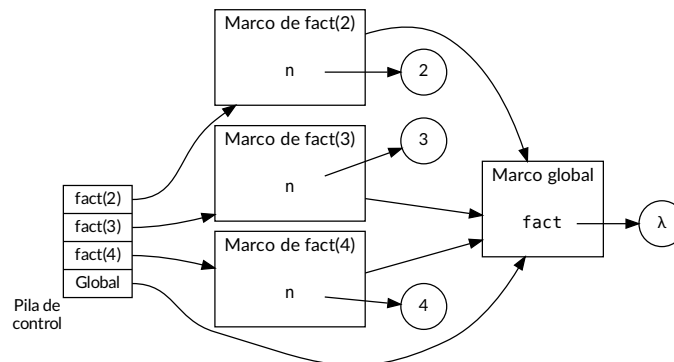 Marco de fact(2)
n
2
Marco de fact(3)
n
3
Marco de fact(4)
n
4
Marco global
fact
λ
fact(2)
fact(3)
fact(4)
Global
Pila de
control